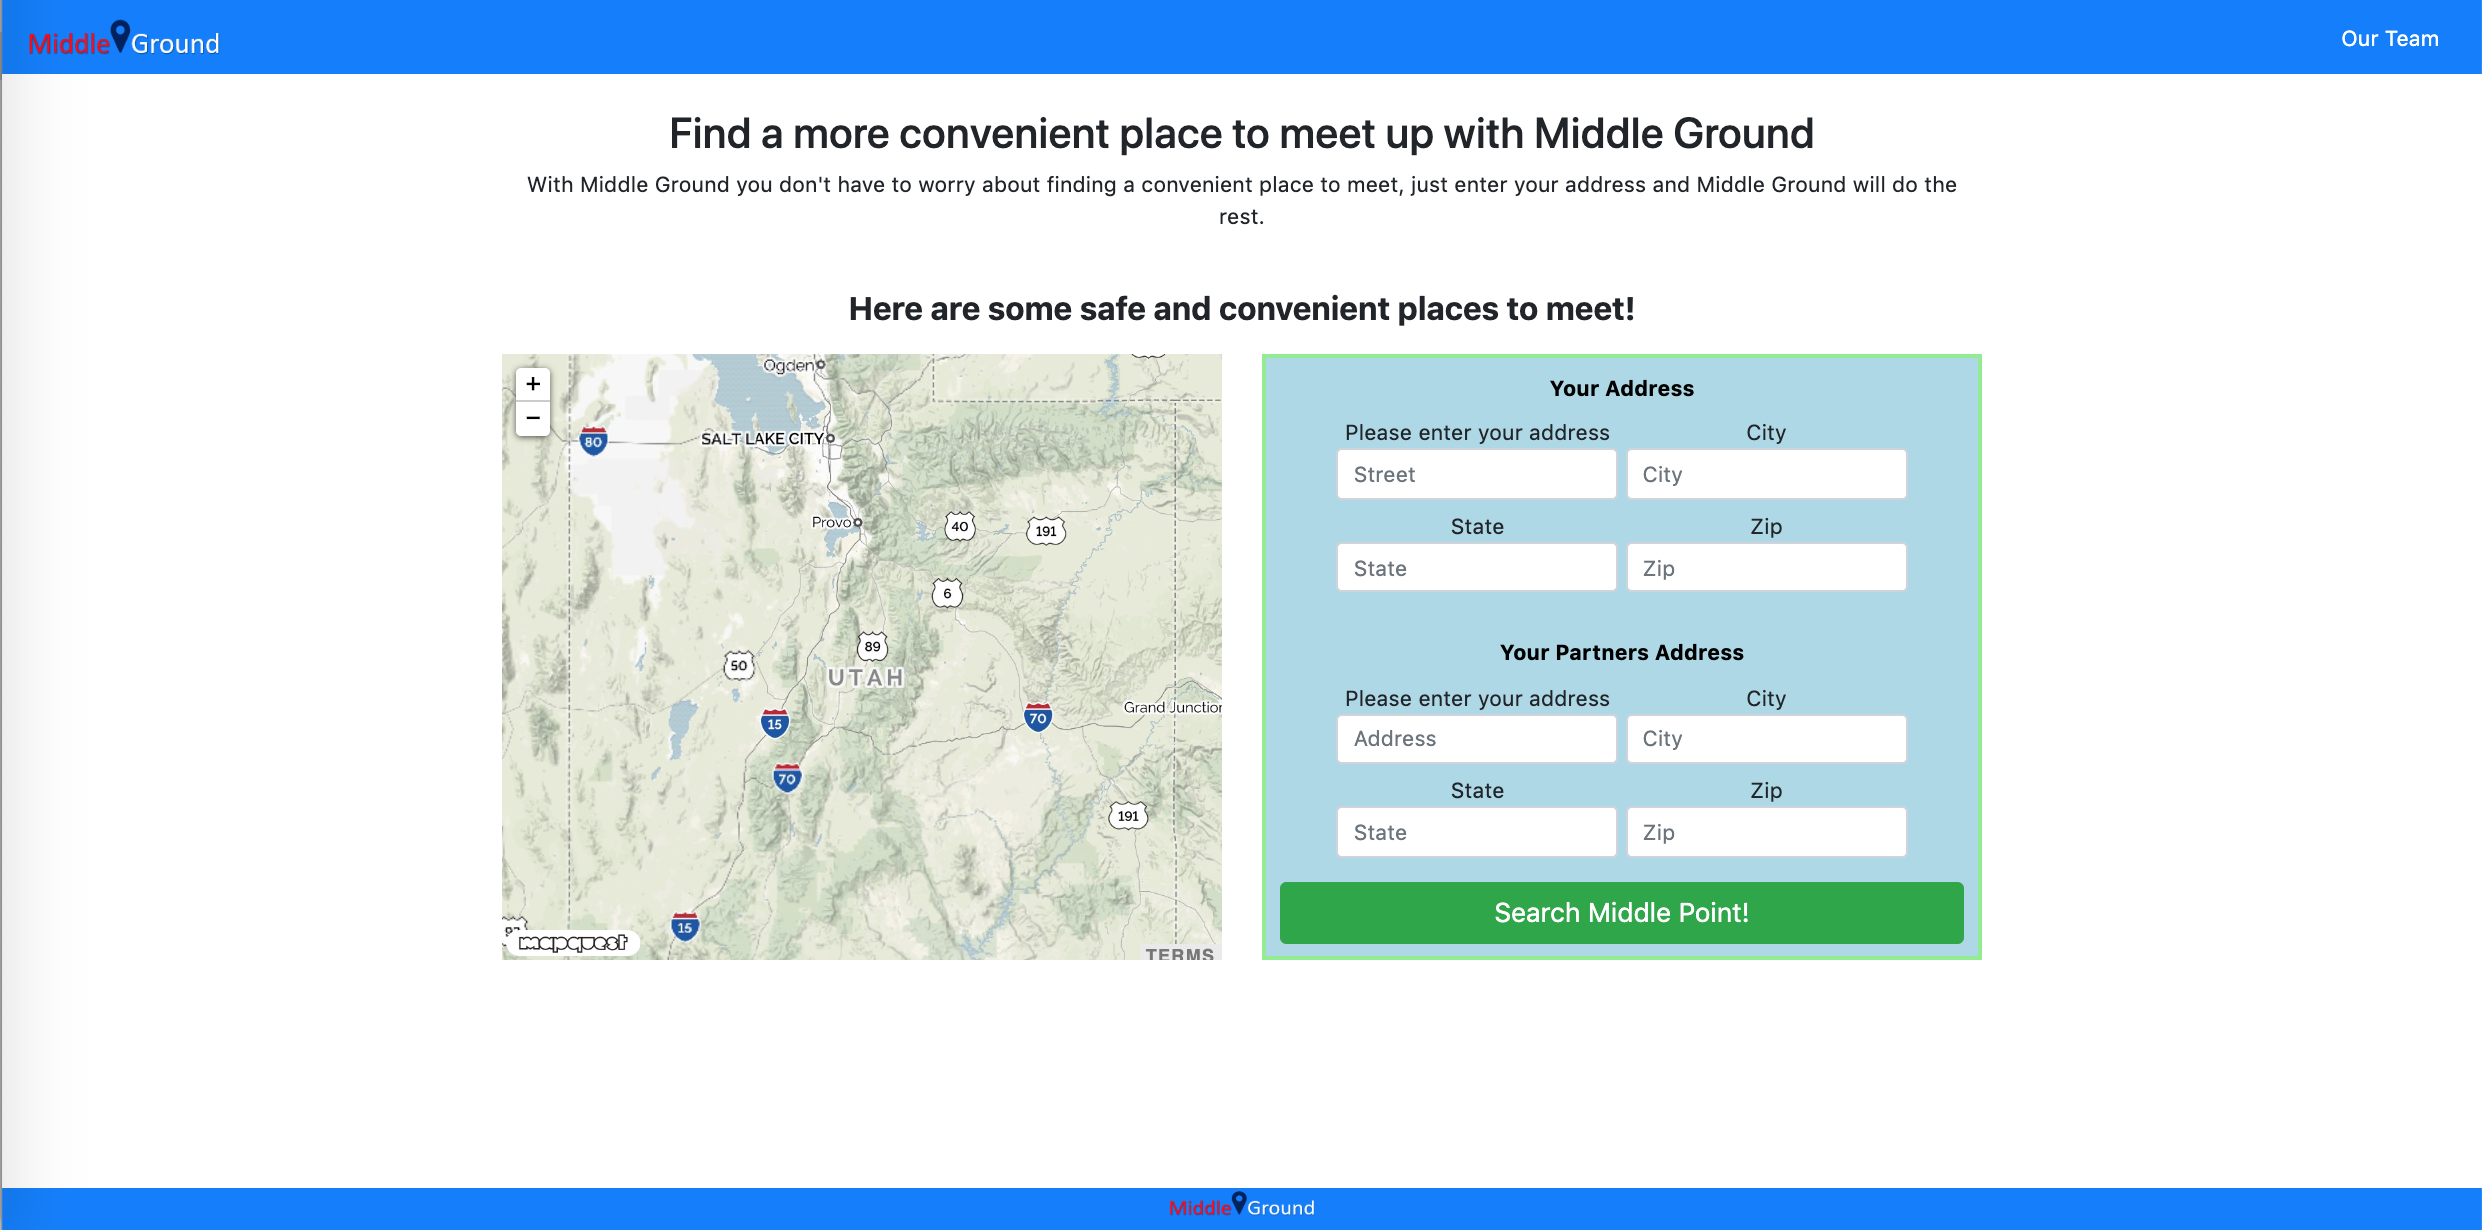 Middle Ground
Our Team
Find a more convenient place to meet up with Middle Ground
With Middle Ground you don't have to worry about finding a convenient place to meet, just enter your address and Middle Ground will do the
rest.
Here are some safe and convenient places to meet!
+
−
Ogden
80
SALT LAKE CITY
Provo
40
191
6
89
50
UTAH
15
70
Grand Junction
70
191
15
mapquest
TERMS
Your Address
Please enter your address
City
Street
City
State
Zip
State
Zip
Your Partners Address
Please enter your address
City
Address
City
State
Zip
State
Zip
Search Middle Point!
Middle Ground